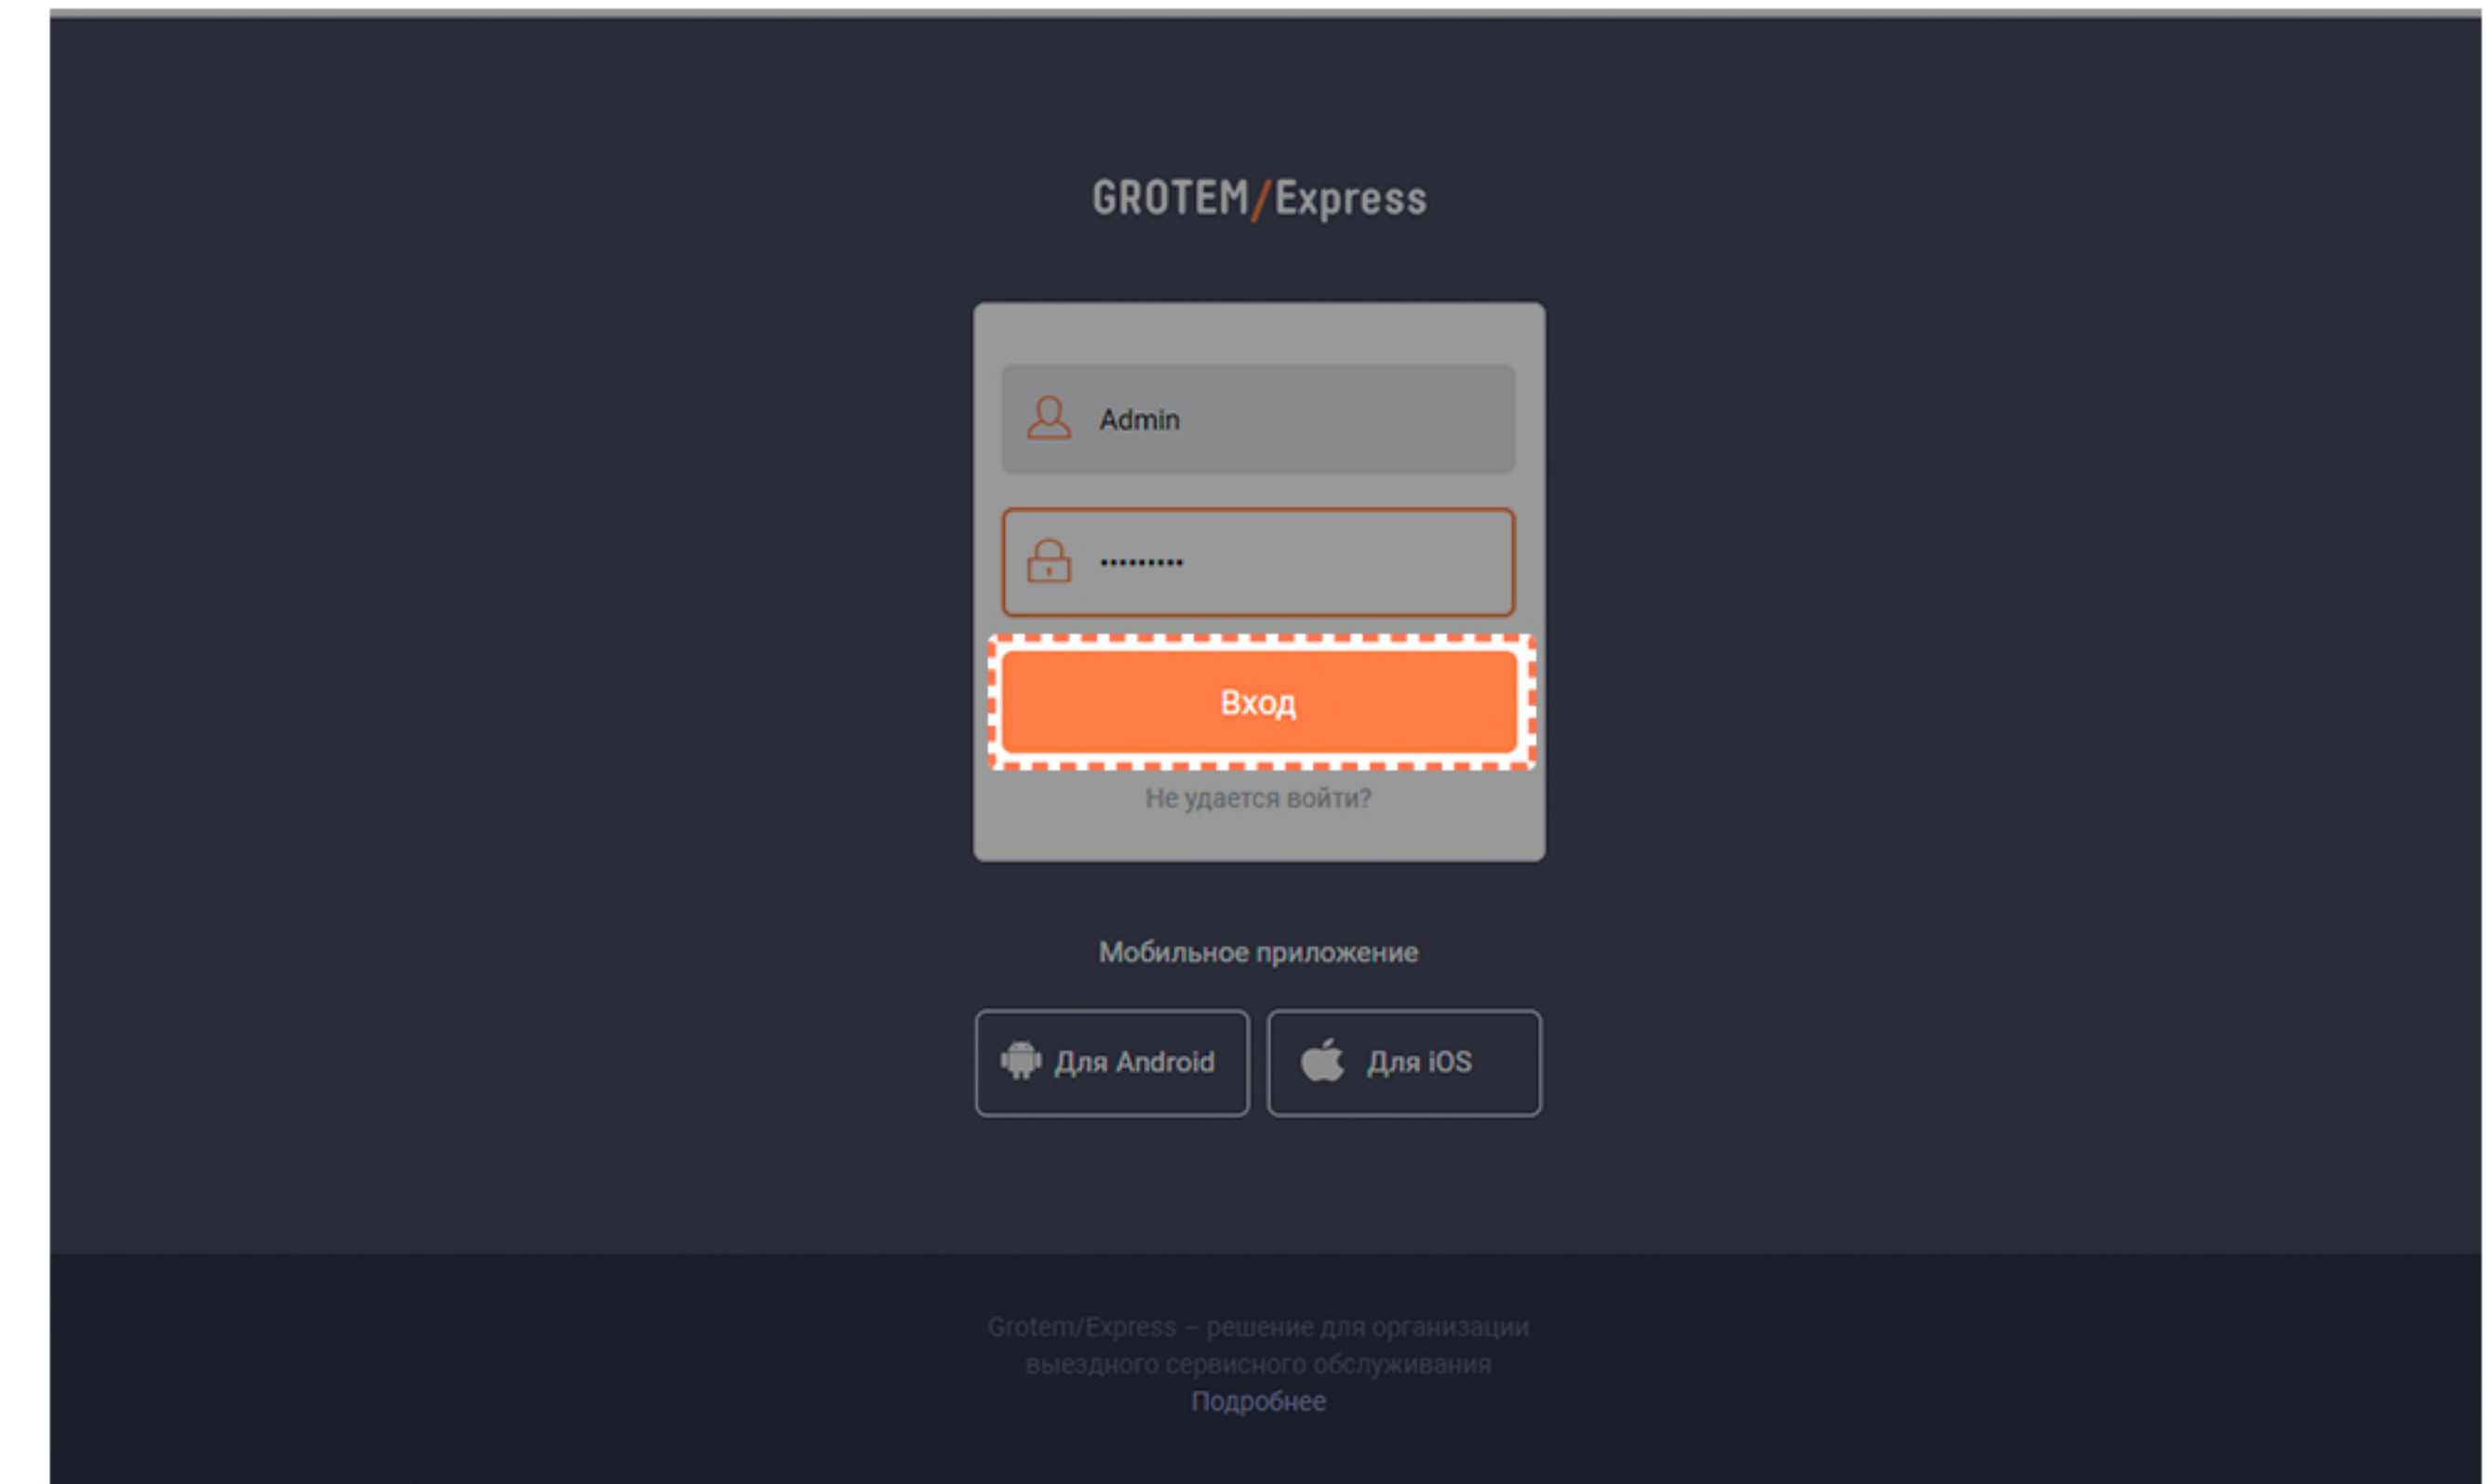 GROTEM/Express
Admin
•••••••••
Вход
Не удается войти?
Мобильное приложение
Для Android
Для iOS
Grotem/Express – решение для организации
выездного сервисного обслуживания
Подробнее